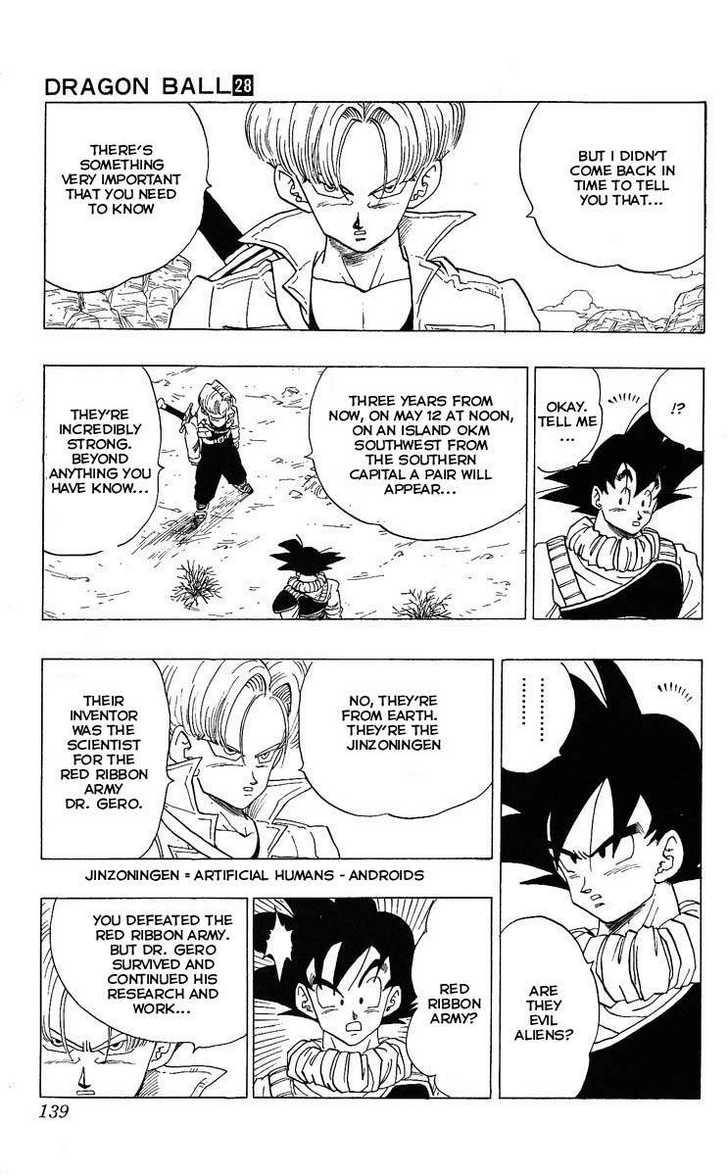 DRAGON BALL 28
BUT I DIDN'T
COME BACK IN
TIME TO TELL
YOU THAT...
THERE'S
SOMETHING
VERY IMPORTANT
THAT YOU NEED
TO KNOW
!?
OKAY.
TELL ME
...
THREE YEARS FROM
NOW, ON MAY 12 AT NOON,
ON AN ISLAND OKM
SOUTHWEST FROM
THE SOUTHERN
CAPITAL A PAIR WILL
APPEAR...
THEY'RE
INCREDIBLY
STRONG.
BEYOND
ANYTHING YOU
HAVE KNOW...
.........
ARE
THEY
EVIL
ALIENS?
NO, THEY'RE
FROM EARTH.
THEY'RE THE
JINZONINGEN
THEIR
INVENTOR
WAS THE
SCIENTIST
FOR THE
RED RIBBON
ARMY
DR. GERO.
JINZONINGEN = ARTIFICIAL HUMANS - ANDROIDS
RED
RIBBON
ARMY?
YOU DEFEATED THE
RED RIBBON ARMY.
BUT DR. GERO
SURVIVED AND
CONTINUED HIS
RESEARCH AND
WORK...
139